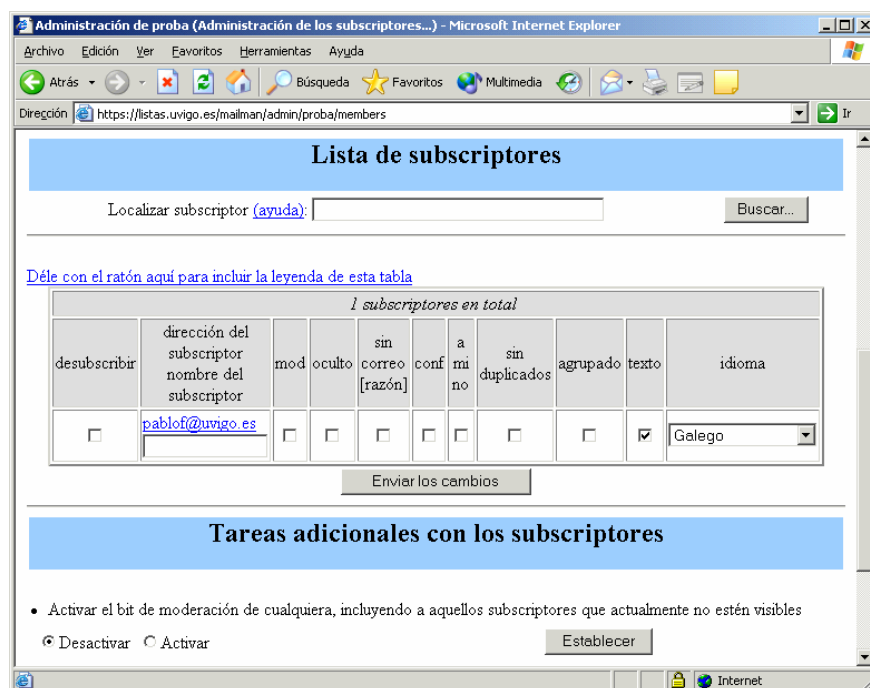 Administración de proba (Administración de los subscriptores...) - Microsoft Internet Explorer
Archivo Edición Ver Favoritos Herramientas Ayuda
Atrás Búsqueda Favoritos Multimedia
Dirección https://listas.uvigo.es/mailman/admin/proba/members Ir
Lista de subscriptores
Localizar subscriptor (ayuda): Buscar...
Déle con el ratón aquí para incluir la leyenda de esta tabla
1 subscriptores en total
desubscribir
dirección del
subscriptor
nombre del
subscriptor
mod
oculto
sin
correo
[razón]
conf
a
mi
no
sin
duplicados
agrupado
texto
idioma
pablof@uvigo.es
Galego
Enviar los cambios
Tareas adicionales con los subscriptores
• Activar el bit de moderación de cualquiera, incluyendo a aquellos subscriptores que actualmente no estén visibles
Desactivar Activar Establecer
Internet